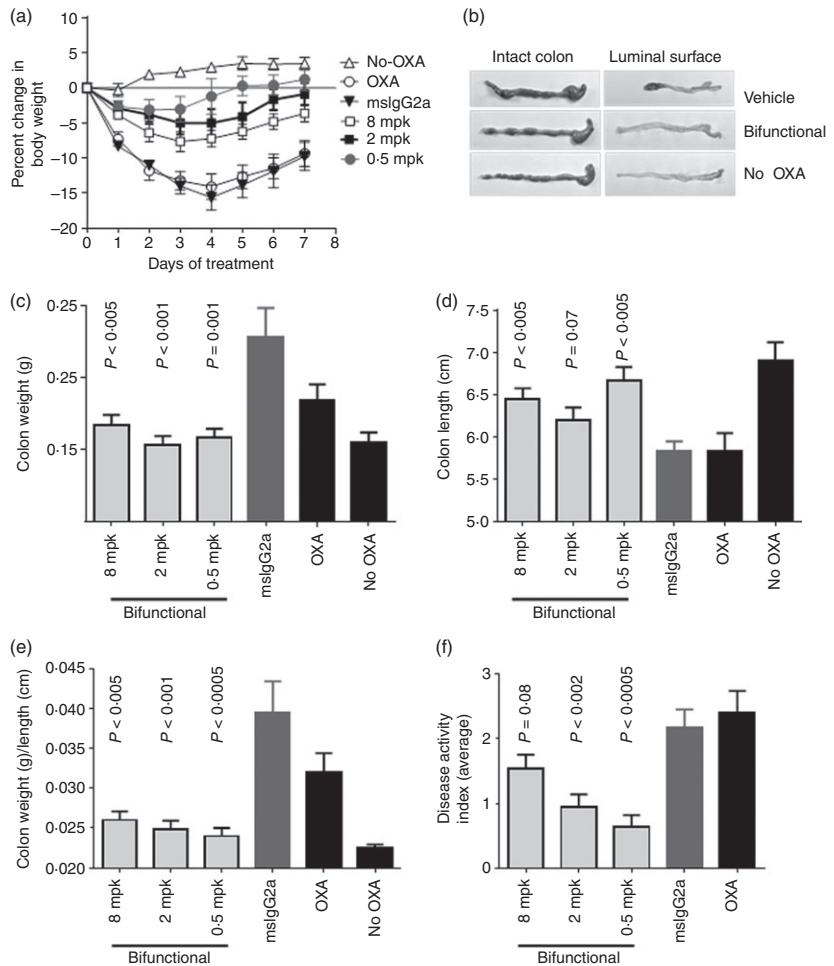 (a)
10
5
0
−5
−10
−15
−20
Percent change in
body weight
0 1 2 3 4 5 6 7 8
Days of treatment
No-OXA
OXA
msIgG2a
8 mpk
2 mpk
0·5 mpk
(b)
Intact colon Luminal surface
Vehicle
Bifunctional
No OXA
(c)
0·25
0·25
0·15
Colon weight (g)
P < 0·005
P < 0·001
P = 0·001
8 mpk
2 mpk
0·5 mpk
msIgG2a
OXA
No OXA
Bifunctional
(d)
7·5
7·0
6·5
6·0
5·5
5·0
Colon length (cm)
P < 0·005
P = 0·07
P < 0·005
8 mpk
2 mpk
0·5 mpk
msIgG2a
OXA
No OXA
Bifunctional
(e)
0·045
0·040
0·035
0·030
0·025
0·020
Colon weight (g)/length (cm)
P < 0·005
P < 0·001
P < 0·0005
8 mpk
2 mpk
0·5 mpk
msIgG2a
OXA
No OXA
Bifunctional
(f)
3
2
1
0
Disease activity
index (average)
P = 0·08
P < 0·002
P < 0·0005
8 mpk
2 mpk
0·5 mpk
msIgG2a
OXA
Bifunctional